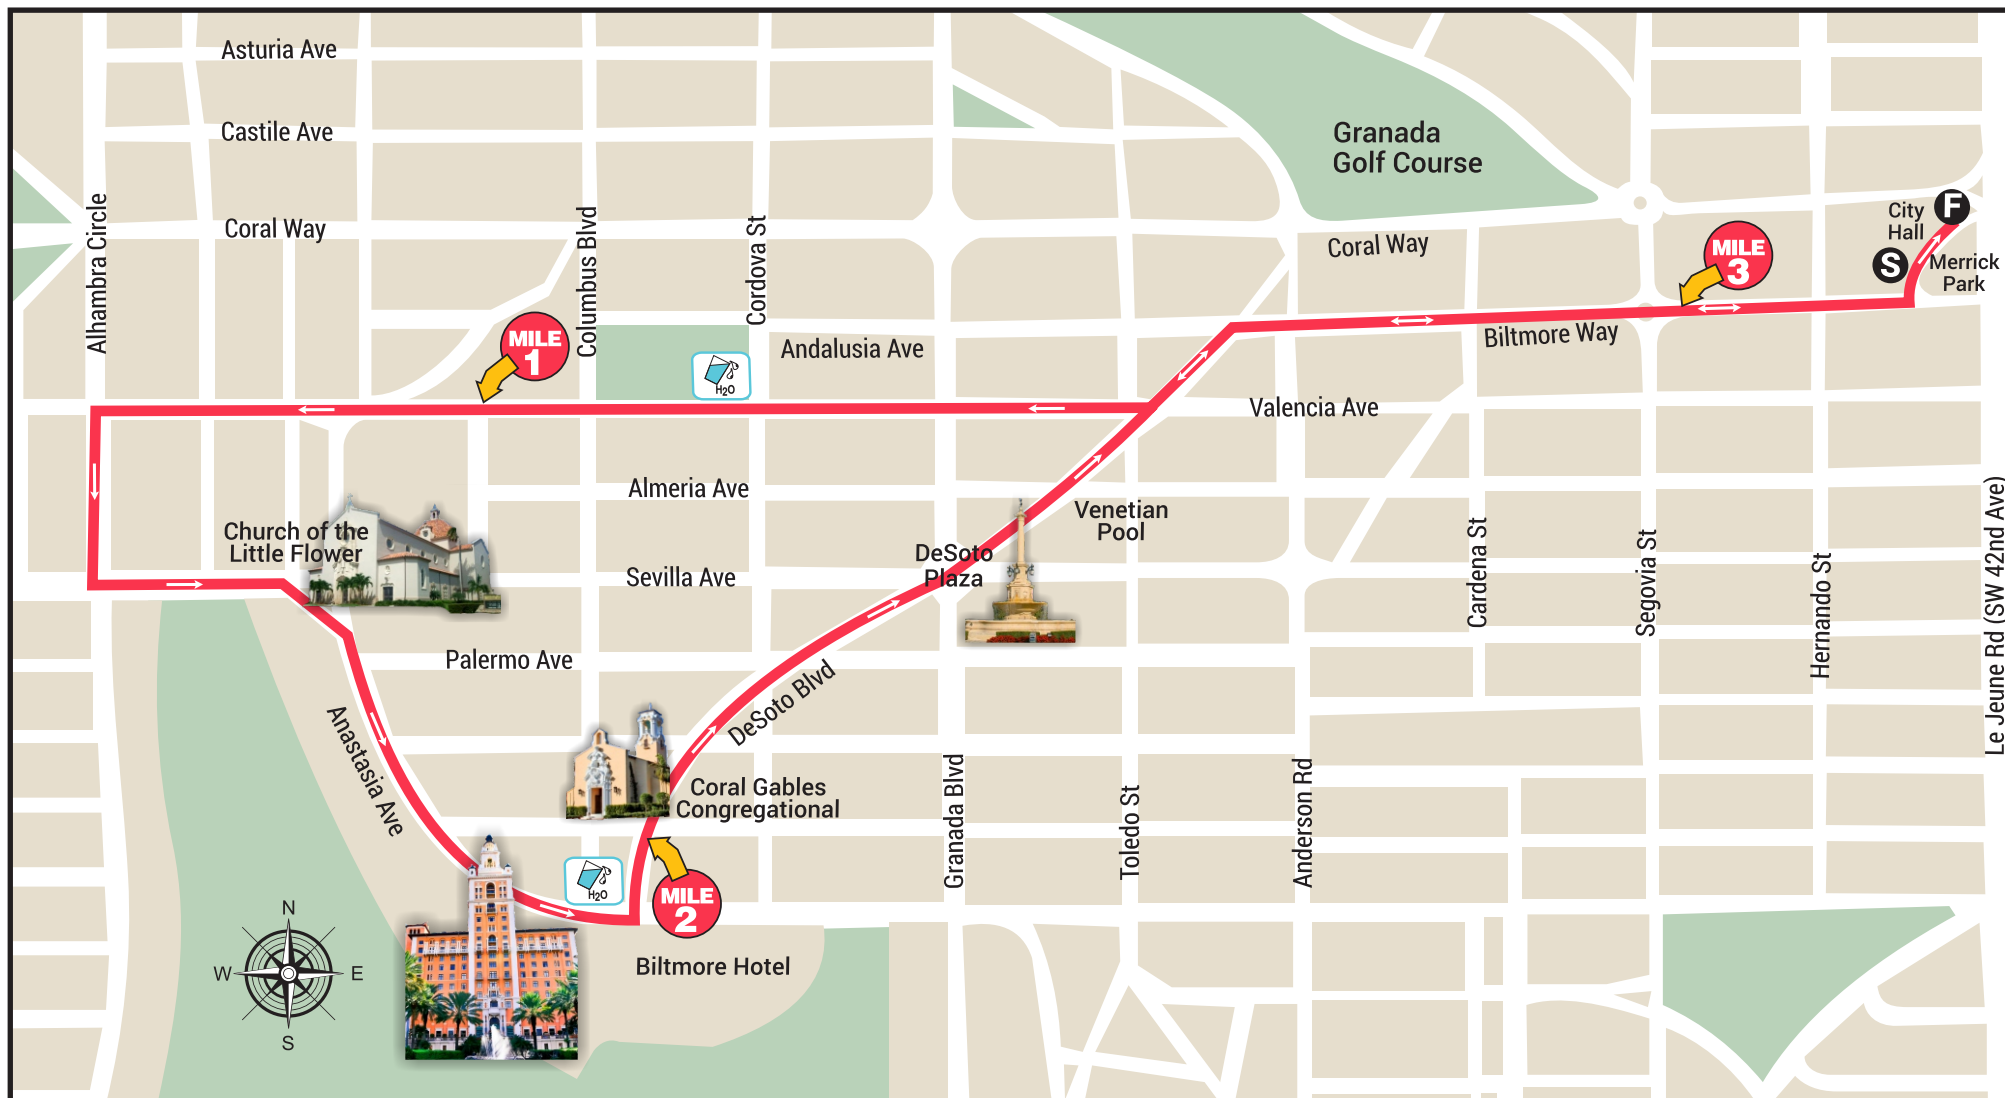 Asturia Ave
Castile Ave
Granada
Golf Course
Alhambra Circle
Coral Way
Columbus Blvd
Cordova St
Coral Way
MILE
3
City
Hall
F
S
Merrick
Park
MILE
1
H2O
Andalusia Ave
Biltmore Way
Valencia Ave
Almeria Ave
Church of the
Little Flower
Venetian
Pool
DeSoto
Plaza
Sevilla Ave
Cardena St
Segovia St
Hernando St
Le Jeune Rd (SW 42nd Ave)
Palermo Ave
DeSoto Blvd
Anastasia Ave
Coral Gables
Congregational
Granada Blvd
Toledo St
Anderson Rd
H2O
MILE
2
Biltmore Hotel
N
W
E
S